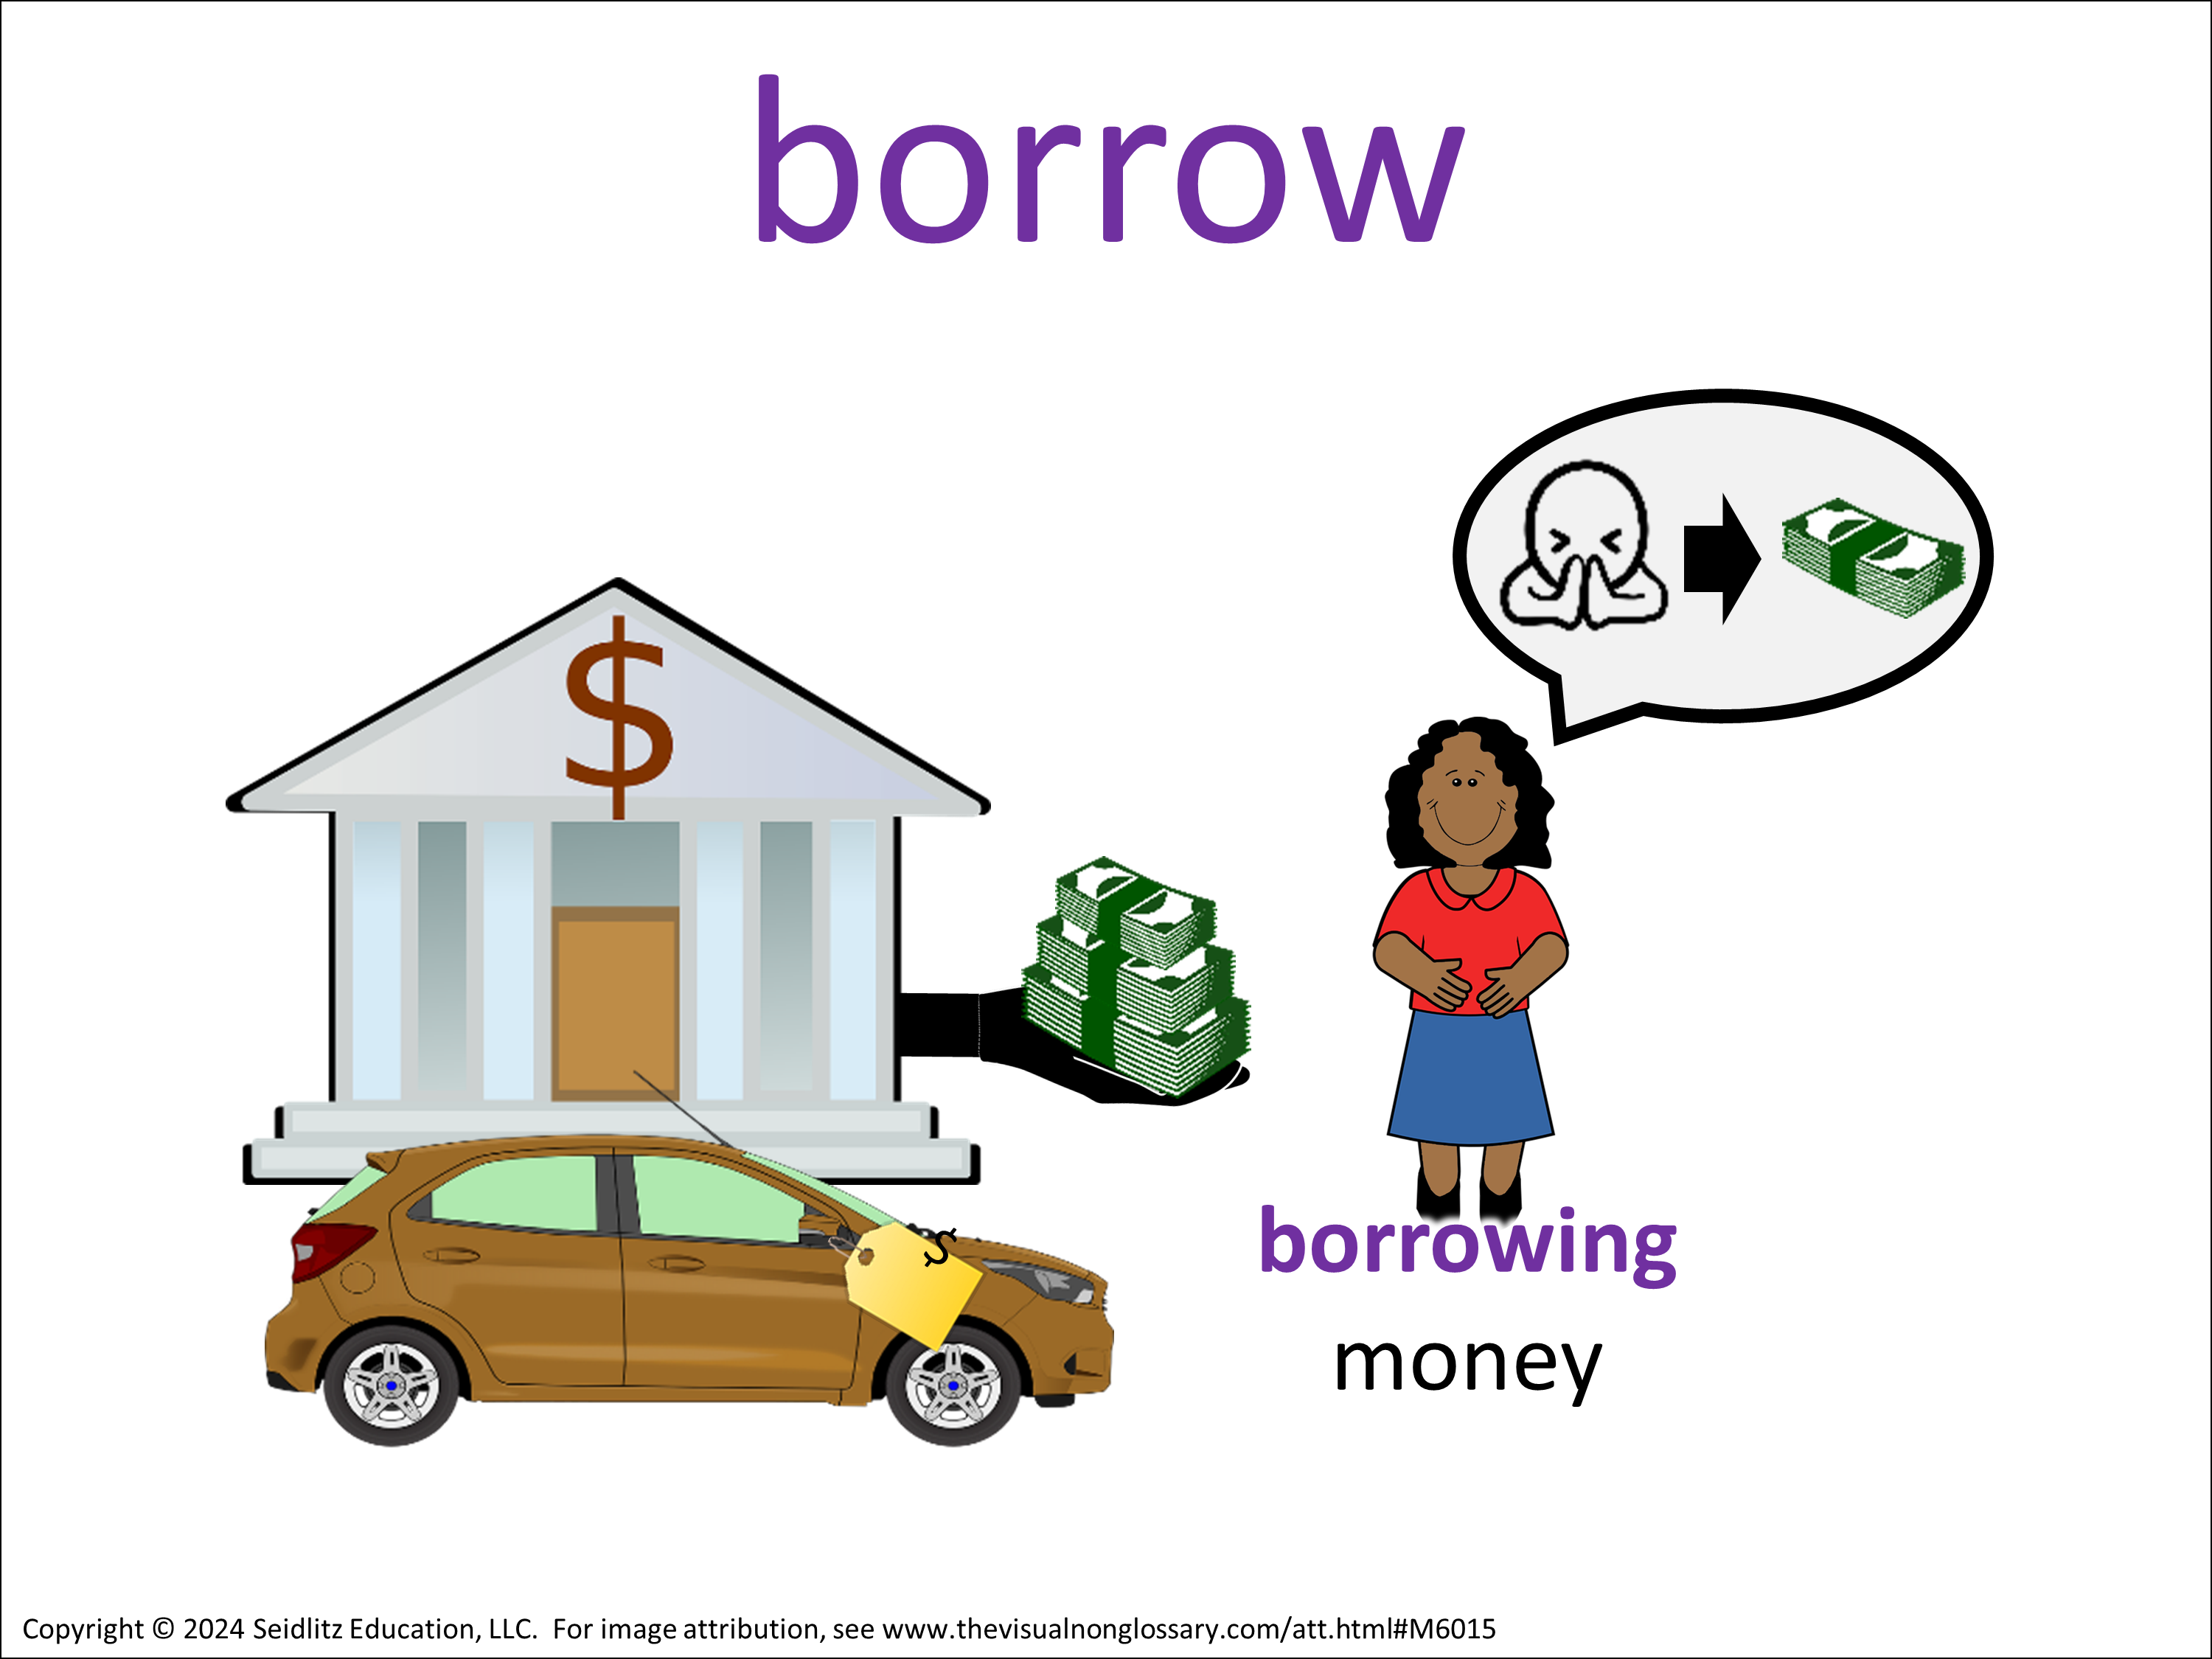 borrow
$
$
borrowing
money
Copyright © 2024 Seidlitz Education, LLC.  For image attribution, see www.thevisualnonglossary.com/att.html#M6015